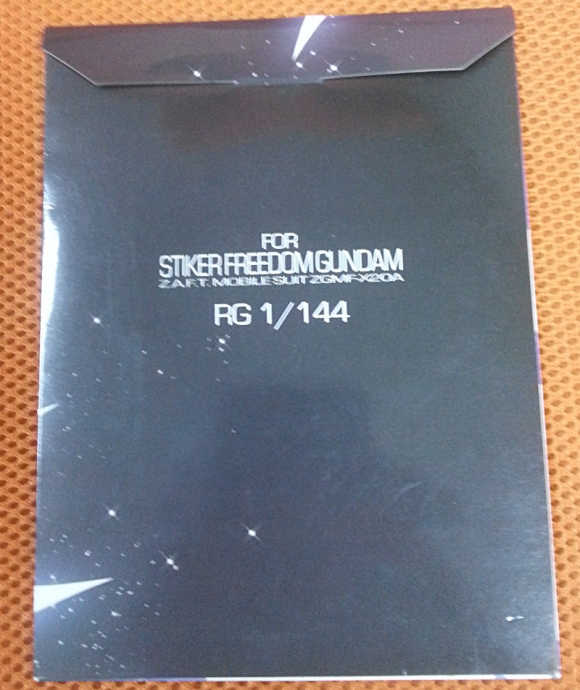 FOR
STIKER FREEDOM GUNDAM
Z.A.F.T. MOBILE SUIT ZGMF-X20A
RG 1/144